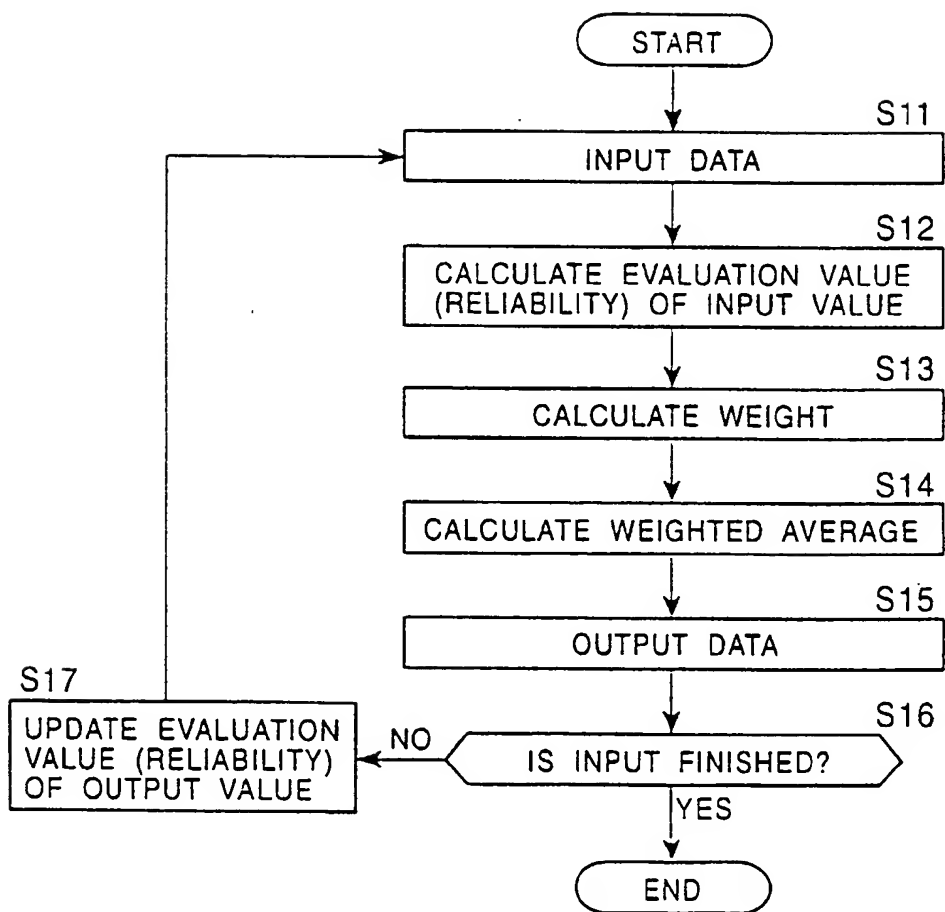 START
S11
INPUT DATA
S12
CALCULATE EVALUATION VALUE
(RELIABILITY) OF INPUT VALUE
S13
CALCULATE WEIGHT
S14
CALCULATE WEIGHTED AVERAGE
S15
OUTPUT DATA
S16
IS INPUT FINISHED?
NO
S17
UPDATE EVALUATION
VALUE (RELIABILITY)
OF OUTPUT VALUE
YES
END